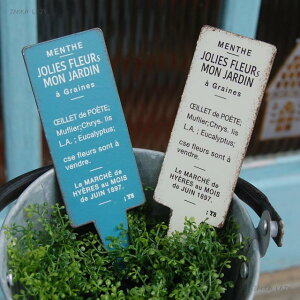 MENTHE
JOLIES FLEURS
MON JARDIN
à Graines
ŒILLET de POÈTE;
Muflier;Chrys. lis
L.A. ; Eucalyptus;
cse fleurs sont à
vendre.
Le MARCHÉ de
HYÈRES au MOIS
de JUIN 1897.
MENTHE
JOLIES FLEURS
MON JARDIN
à Graines
ŒILLET de POÈTE;
Muflier;Chrys. lis
L.A. ; Eucalyptus;
cse fleurs sont à
vendre.
Le MARCHÉ de
HYÈRES au MOIS
de JUIN 1897.